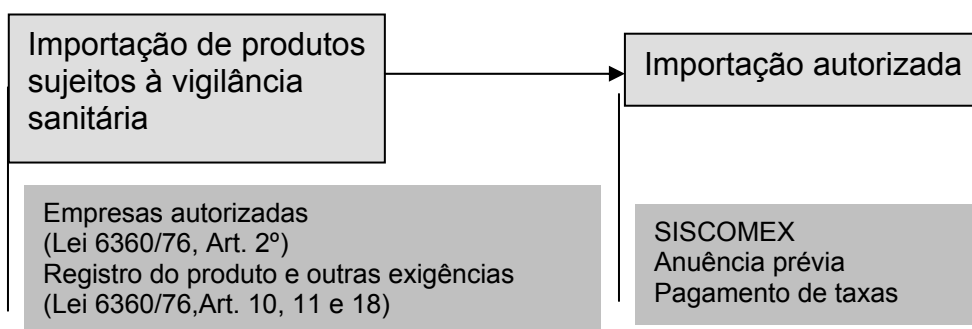 Importação de produtos
sujeitos à vigilância
sanitária
Importação autorizada
Empresas autorizadas
(Lei 6360/76, Art. 2º)
Registro do produto e outras exigências
(Lei 6360/76,Art. 10, 11 e 18)
SISCOMEX
Anuência prévia
Pagamento de taxas